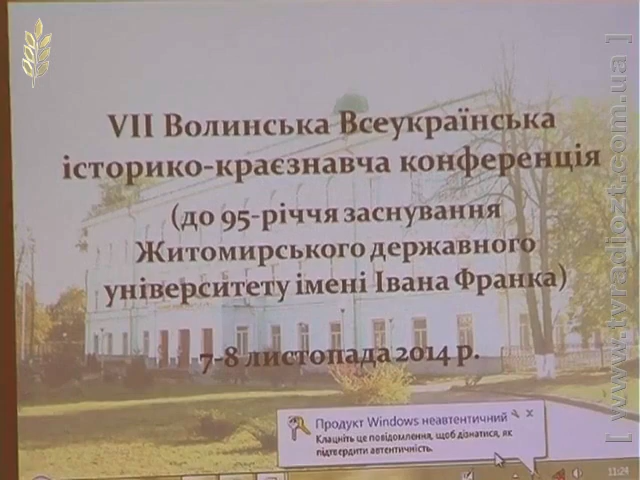 VII Волинська Всеукраїнська
історико-краєзнавча конференція
(до 95-річчя заснування
Житомирського державного
університету імені Івана Франка)
7-8 листопада 2014 р.
Продукт Windows неавтентичний
Клацніть це повідомлення, щоб дізнатися, як
підтвердити автентичність.
11:24
[ www.tvradiozt.com.ua ]